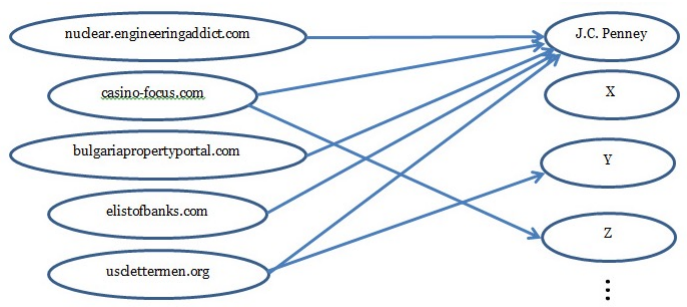 nuclear.engineeringaddict.com
casino-focus.com
bulgariapropertyportal.com
elistofbanks.com
usclettermen.org
J.C. Penney
X
Y
Z